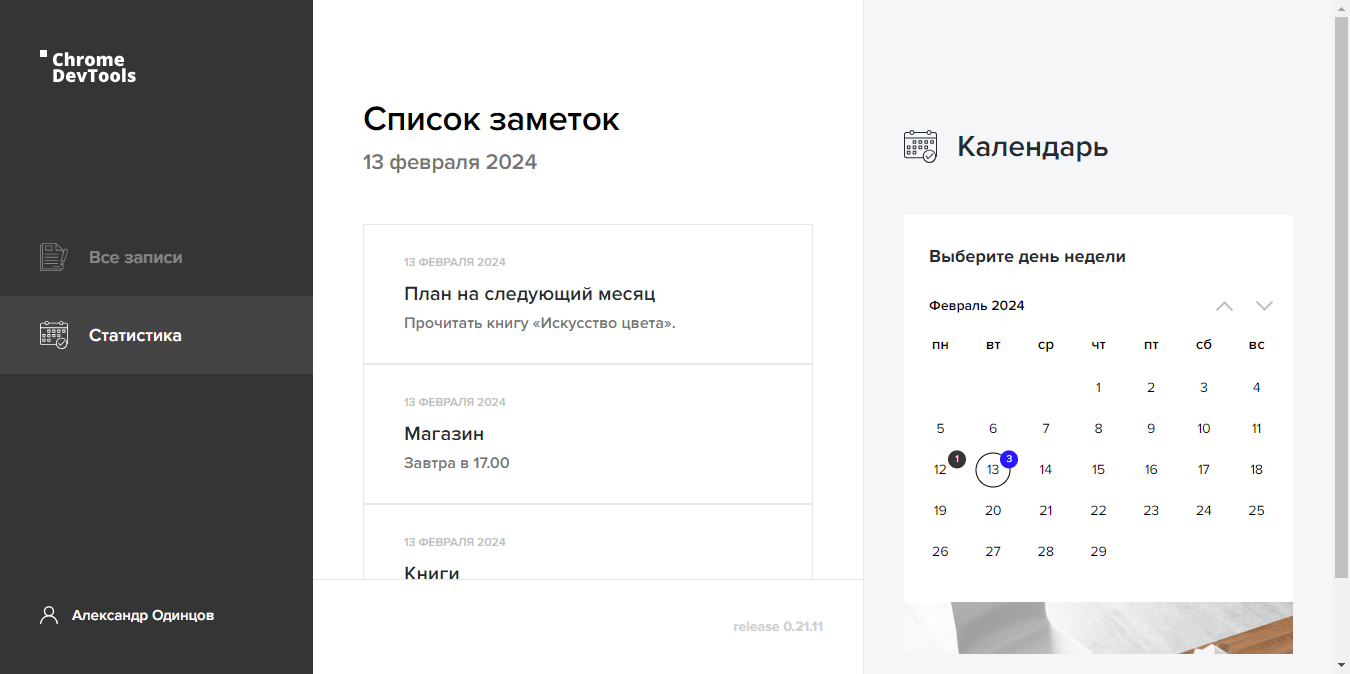 Chrome
DevTools
Все записи
Статистика
Александр Одинцов
Список заметок
13 февраля 2024
13 ФЕВРАЛЯ 2024
План на следующий месяц
Прочитать книгу «Искусство цвета».
13 ФЕВРАЛЯ 2024
Магазин
Завтра в 17.00
13 ФЕВРАЛЯ 2024
Книги
release 0.21.11
Календарь
Выберите день недели
Февраль 2024
пн вт ср чт пт сб вс
1 2 3 4
5 6 7 8 9 10 11
12 1 13 3 14 15 16 17 18
19 20 21 22 23 24 25
26 27 28 29